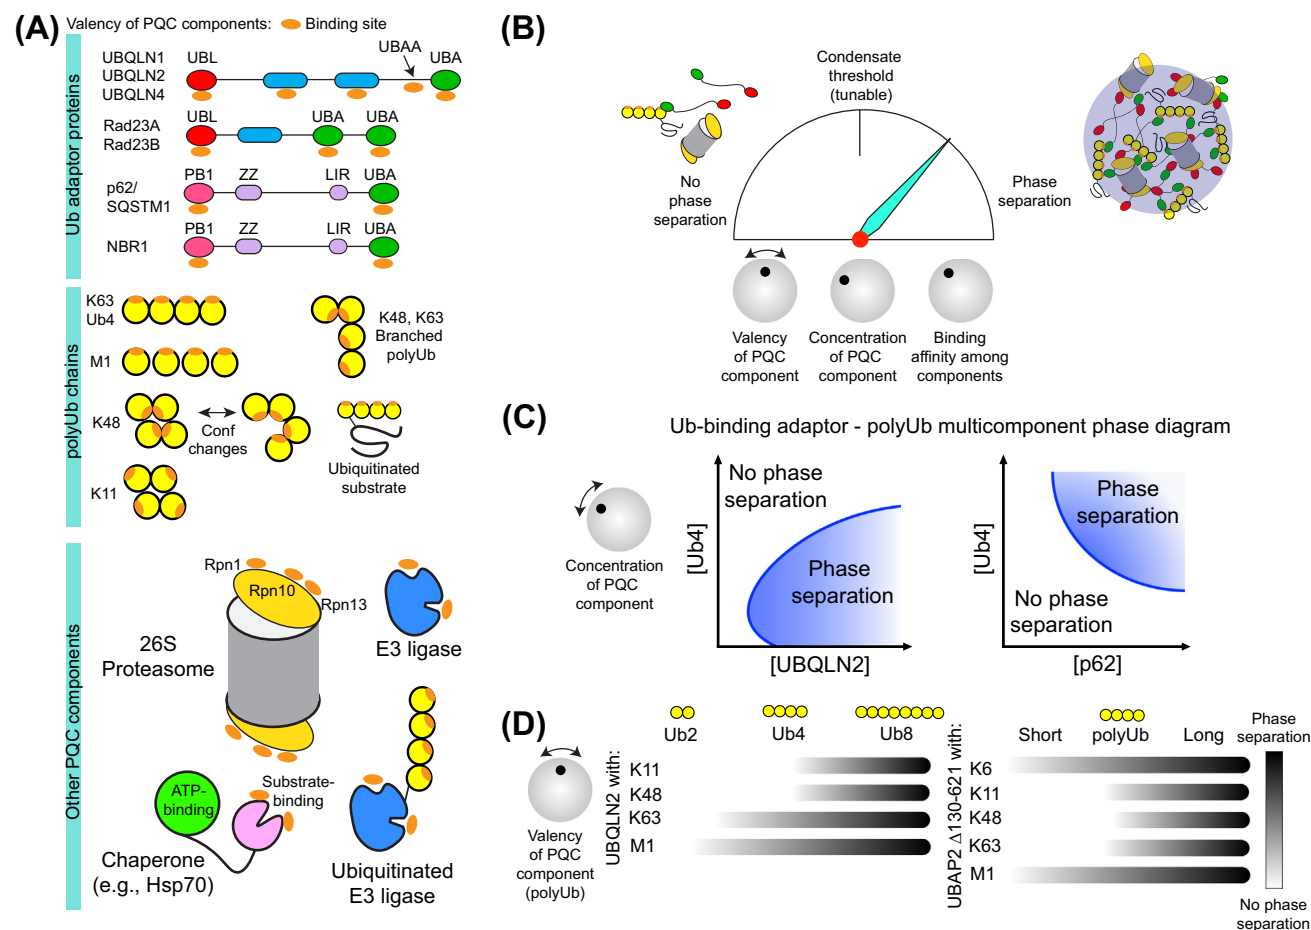 (A)
Valency of PQC components: Binding site
Ub adaptor proteins
UBQLN1
UBQLN2
UBQLN4
UBL
UBAA
UBA
Rad23A
Rad23B
UBL
UBA
UBA
p62/
SQSTM1
PB1
ZZ
LIR
UBA
NBR1
PB1
ZZ
LIR
UBA
polyUb chains
K63
Ub4
K48, K63
Branched
polyUb
M1
K48
Conf
changes
Ubiquitinated
substrate
K11
Other PQC components
Rpn1
Rpn10
Rpn13
26S
Proteasome
E3 ligase
ATP-
binding
Substrate-
binding
Chaperone
(e.g., Hsp70)
Ubiquitinated
E3 ligase
(B)
Condensate
threshold
(tunable)
No
phase
separation
Phase
separation
Valency
of PQC
component
Concentration
of PQC
component
Binding
affinity among
components
(C)
Ub-binding adaptor - polyUb multicomponent phase diagram
Concentration
of PQC
component
[Ub4]
No phase
separation
Phase
separation
[UBQLN2]
[Ub4]
Phase
separation
No phase
separation
[p62]
(D)
Valency
of PQC
component
(polyUb)
UBQLN2 with:
Ub2
Ub4
Ub8
K11
K48
K63
M1
UBAP2 Δ130-621 with:
Short
polyUb
Long
K6
K11
K48
K63
M1
Phase
separation
No phase
separation